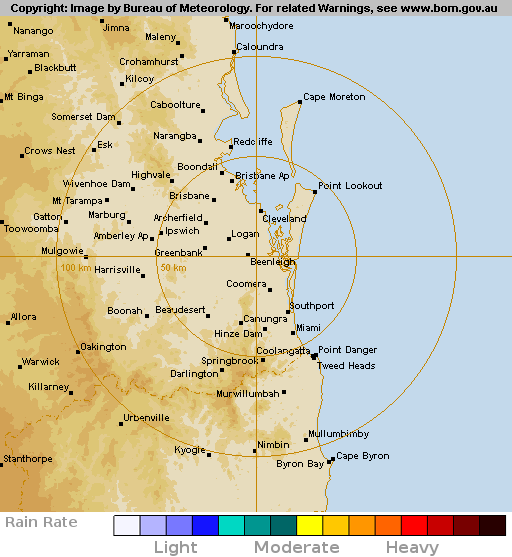 Copyright: Image by Bureau of Meteorology. For related Warnings, see www.bom.gov.au
Nanango
Jimna
Maroochydore
Maleny
Caloundra
Yarraman
Crohamhurst
Blackbutt
Kilcoy
Mt Binga
Caboolture
Cape Moreton
Somerset Dam
Narangba
Redcliffe
Crows Nest
Esk
Boondall
Highvale
Brisbane Ap
Wivenhoe Dam
Point Lookout
Mt Tarampa
Brisbane
Gatton
Marburg
Archerfield
Cleveland
Toowoomba
Amberley Ap
Ipswich
Logan
Mulgowie
Greenbank
Beenleigh
100 km
50 km
Harrisville
Coomera
Southport
Allora
Boonah
Beaudesert
Canungra
Hinze Dam
Miami
Oakington
Coolangatta
Point Danger
Warwick
Springbrook
Tweed Heads
Darlington
Killarney
Murwillumbah
Urbenville
Mullumbimby
Kyogle
Nimbin
Stanthorpe
Byron Bay
Cape Byron
Rain Rate
Light
Moderate
Heavy